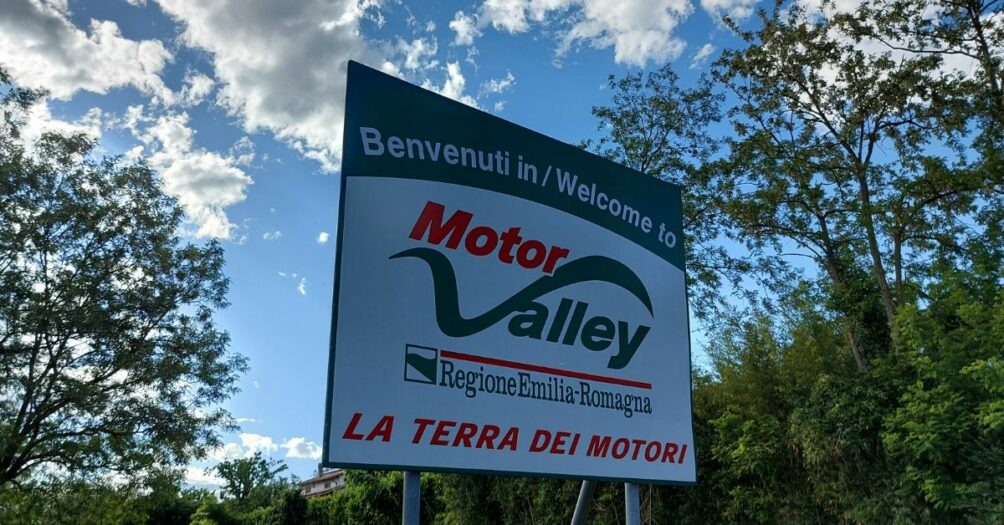 Benvenuti in/Welcome to
Motor
Valley
RegioneEmilia-Romagna
LA TERRA DEI MOTORI